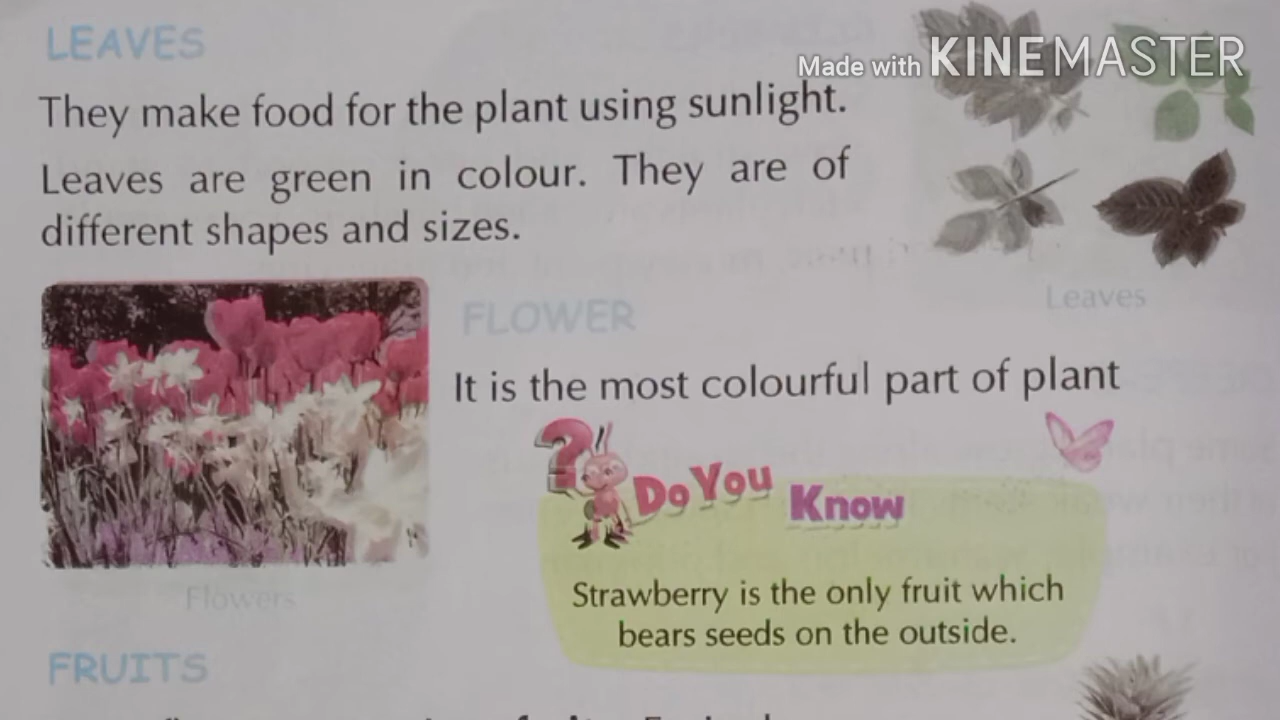 LEAVES
Made with KINEMASTER
They make food for the plant using sunlight.
Leaves are green in colour. They are of
different shapes and sizes.
Leaves
FLOWER
It is the most colourful part of plant
? Do You Know
Strawberry is the only fruit which
bears seeds on the outside.
Flowers
FRUITS